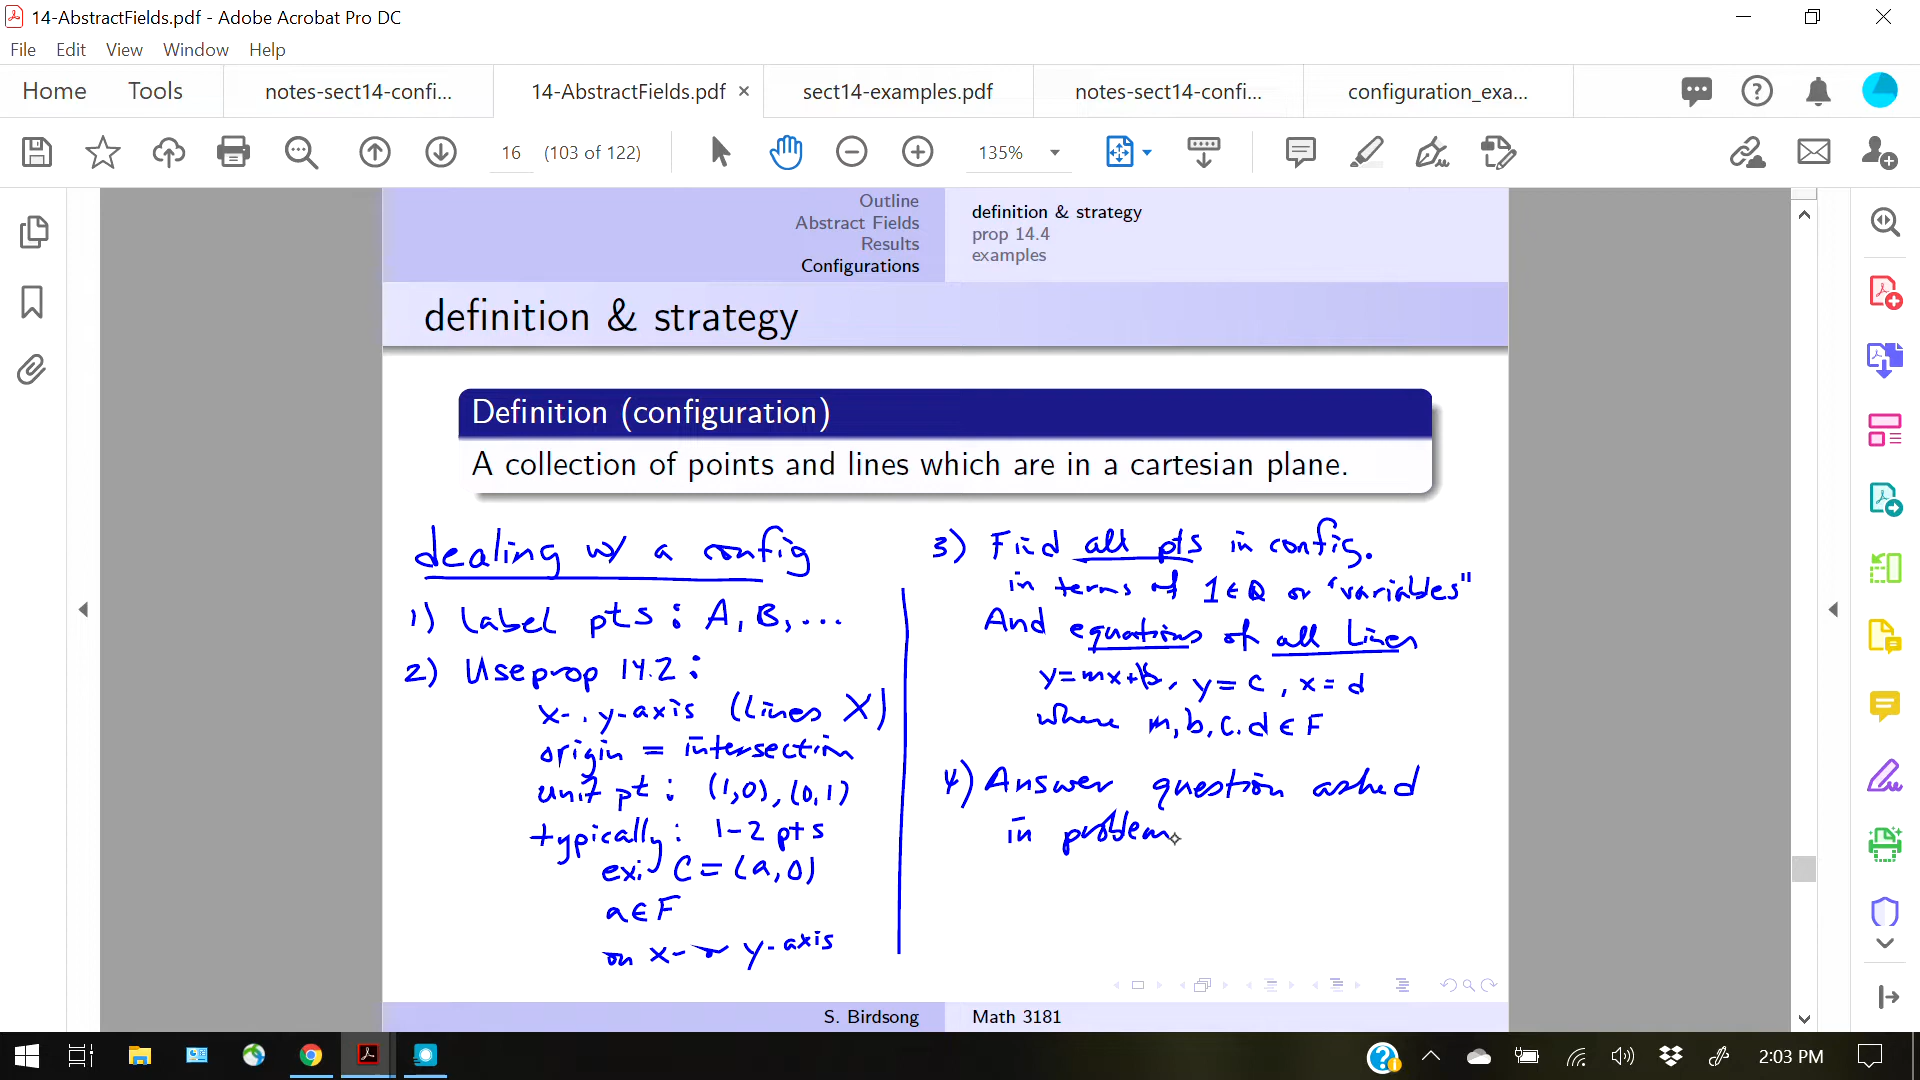 14-AbstractFields.pdf - Adobe Acrobat Pro DC
File Edit View Window Help
Home Tools notes-sect14-confi... 14-AbstractFields.pdf × sect14-examples.pdf notes-sect14-confi... configuration_exa...
16 (103 of 122) 135%
Outline
Abstract Fields
Results
Configurations
definition & strategy
prop 14.4
examples
definition & strategy
Definition (configuration)
A collection of points and lines which are in a cartesian plane.
dealing w/ a config
1) Label pts : A, B, ...
2) Use prop 14.2 :
x-, y-axis (lines X)
origin = intersection
unit pt : (1,0), (0,1)
typically : 1-2 pts
ex: C = (a,0)
a ∈ F
on x- or y-axis
3) Find all pts in config.
in terms of 1 ∈ Q or "variables"
And equations of all lines
y=mx+b, y=c, x=d
where m, b, c, d ∈ F
4) Answer question asked
in problem
S. Birdsong Math 3181
2:03 PM